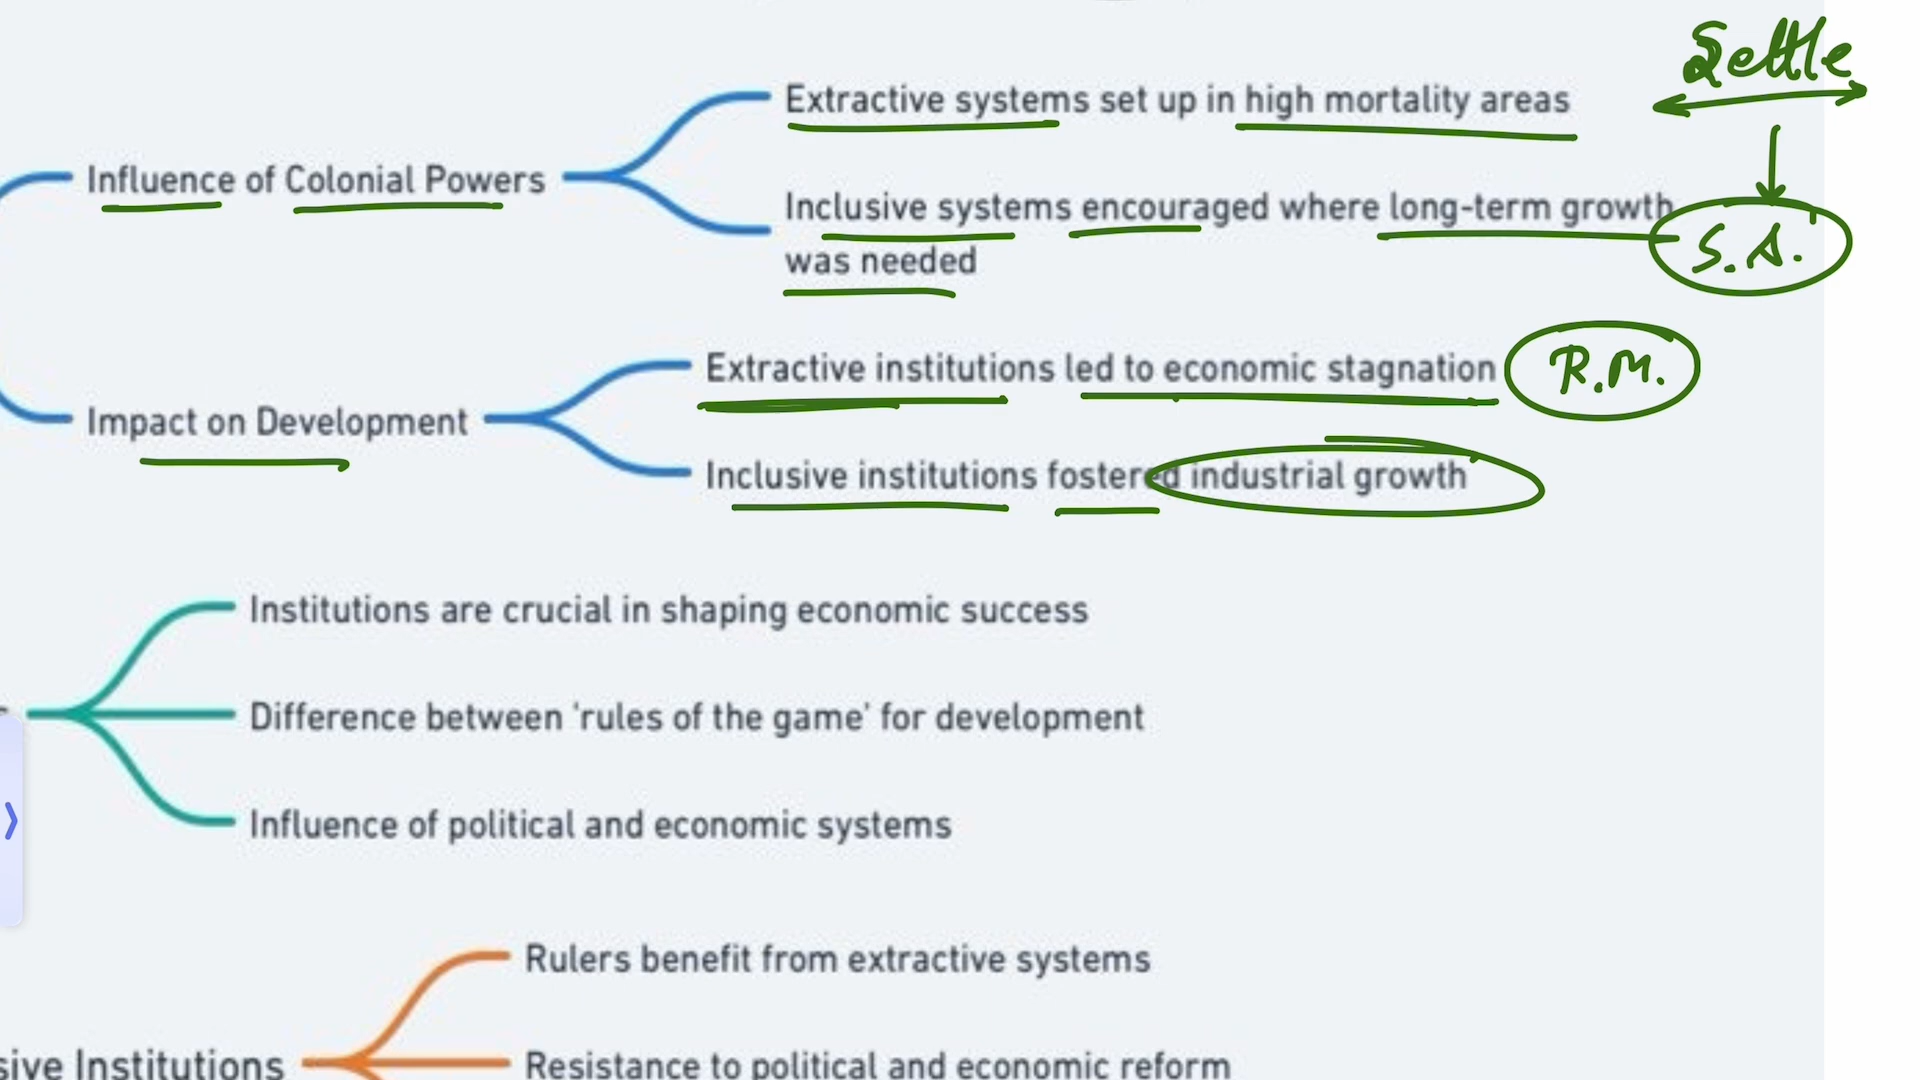 Settle
Extractive systems set up in high mortality areas
Influence of Colonial Powers
Inclusive systems encouraged where long-term growth
was needed
S.A.
Extractive institutions led to economic stagnation
R.M.
Impact on Development
Inclusive institutions fostered industrial growth
Institutions are crucial in shaping economic success
Difference between 'rules of the game' for development
Influence of political and economic systems
Rulers benefit from extractive systems
sive Institutions
Resistance to political and economic reform